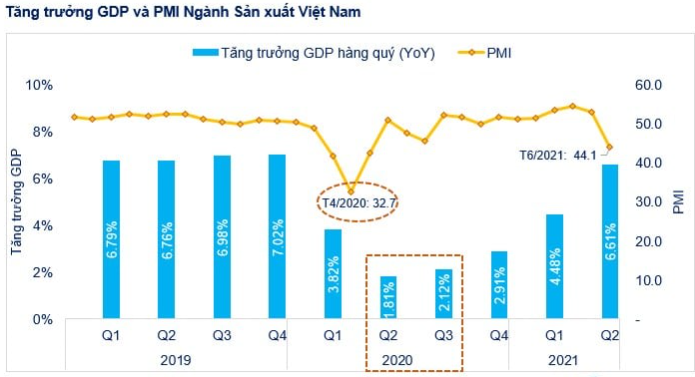 Tăng trưởng GDP và PMI Ngành Sản xuất Việt Nam
Tăng trưởng GDP hàng quý (YoY) PMI
10% 60.0
8% 50.0
6% 40.0
4% 30.0
2% 20.0
0% 10.0
-
Tăng trưởng GDP
PMI
T6/2021: 44.1
T4/2020: 32.7
6.79% 6.76% 6.98% 7.02% 3.82% 1.81% 2.12% 2.91% 4.48% 6.61%
Q1 Q2 Q3 Q4 Q1 Q2 Q3 Q4 Q1 Q2
2019 2020 2021